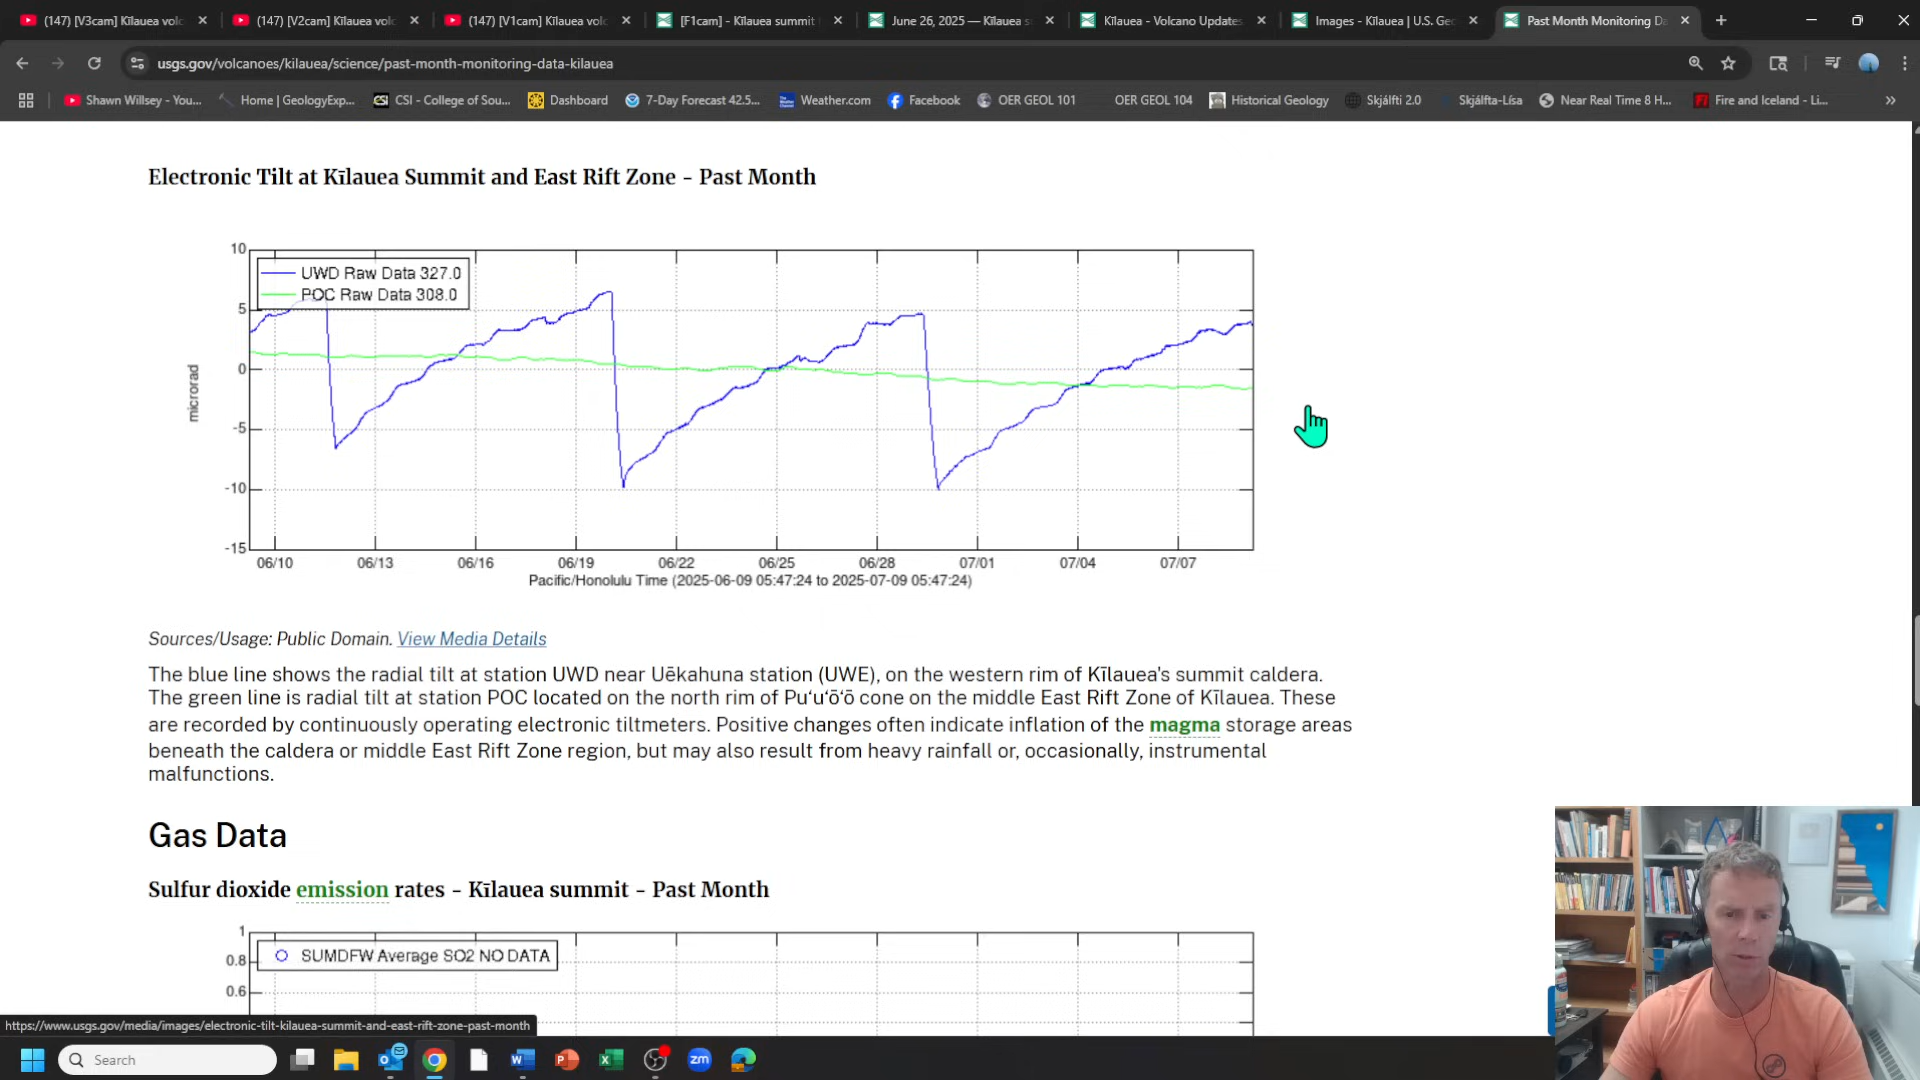 (147) [V3cam] Kīlauea volc
(147) [V2cam] Kīlauea volc
(147) [V1cam] Kīlauea volc
[F1cam] - Kīlauea summit
June 26, 2025 — Kīlauea s
Kīlauea - Volcano Updates
Images - Kīlauea | U.S. Geo
Past Month Monitoring Da
usgs.gov/volcanoes/kilauea/science/past-month-monitoring-data-kilauea
Shawn Willsey - You...
Home | GeologyExp...
CSI - College of Sou...
Dashboard
7-Day Forecast 42.5...
Weather.com
Facebook
OER GEOL 101
OER GEOL 104
Historical Geology
Skjálfti 2.0
Skjálfta-Lísa
Near Real Time 8 H...
Fire and Iceland - Li...
Electronic Tilt at Kīlauea Summit and East Rift Zone - Past Month
UWD Raw Data 327.0
POC Raw Data 308.0
10
5
0
-5
-10
-15
microrad
06/10 06/13 06/16 06/19 06/22 06/25 06/28 07/01 07/04 07/07
Pacific/Honolulu Time (2025-06-09 05:47:24 to 2025-07-09 05:47:24)
Sources/Usage: Public Domain. View Media Details
The blue line shows the radial tilt at station UWD near Uēkahuna station (UWE), on the western rim of Kīlauea's summit caldera.
The green line is radial tilt at station POC located on the north rim of Puʻuʻōʻō cone on the middle East Rift Zone of Kīlauea. These
are recorded by continuously operating electronic tiltmeters. Positive changes often indicate inflation of the magma storage areas
beneath the caldera or middle East Rift Zone region, but may also result from heavy rainfall or, occasionally, instrumental
malfunctions.
Gas Data
Sulfur dioxide emission rates - Kīlauea summit - Past Month
SUMDFW Average SO2 NO DATA
1
0.8
0.6
https://www.usgs.gov/media/images/electronic-tilt-kilauea-summit-and-east-rift-zone-past-month
Search
zm